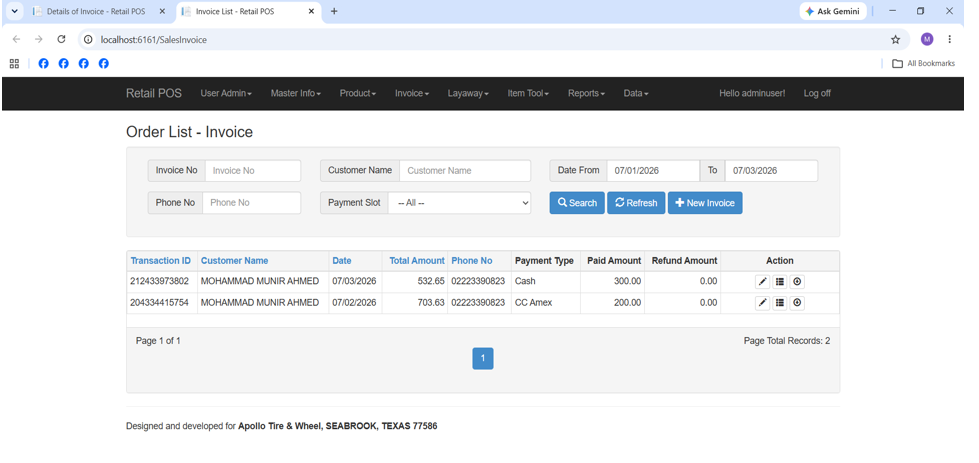 Details of Invoice - Retail POS
Invoice List - Retail POS
Ask Gemini
localhost:6161/SalesInvoice
M
All Bookmarks
Retail POS User Admin Master Info Product Invoice Layaway Item Tool Reports Data Hello adminuser! Log off
Order List - Invoice
Invoice No Invoice No Customer Name Customer Name Date From 07/01/2026 To 07/03/2026
Phone No Phone No Payment Slot -- All -- Search Refresh New Invoice
Transaction ID Customer Name Date Total Amount Phone No Payment Type Paid Amount Refund Amount Action
212433973802 MOHAMMAD MUNIR AHMED 07/03/2026 532.65 02223390823 Cash 300.00 0.00
204334415754 MOHAMMAD MUNIR AHMED 07/02/2026 703.63 02223390823 CC Amex 200.00 0.00
Page 1 of 1 Page Total Records: 2
1
Designed and developed for Apollo Tire & Wheel, SEABROOK, TEXAS 77586